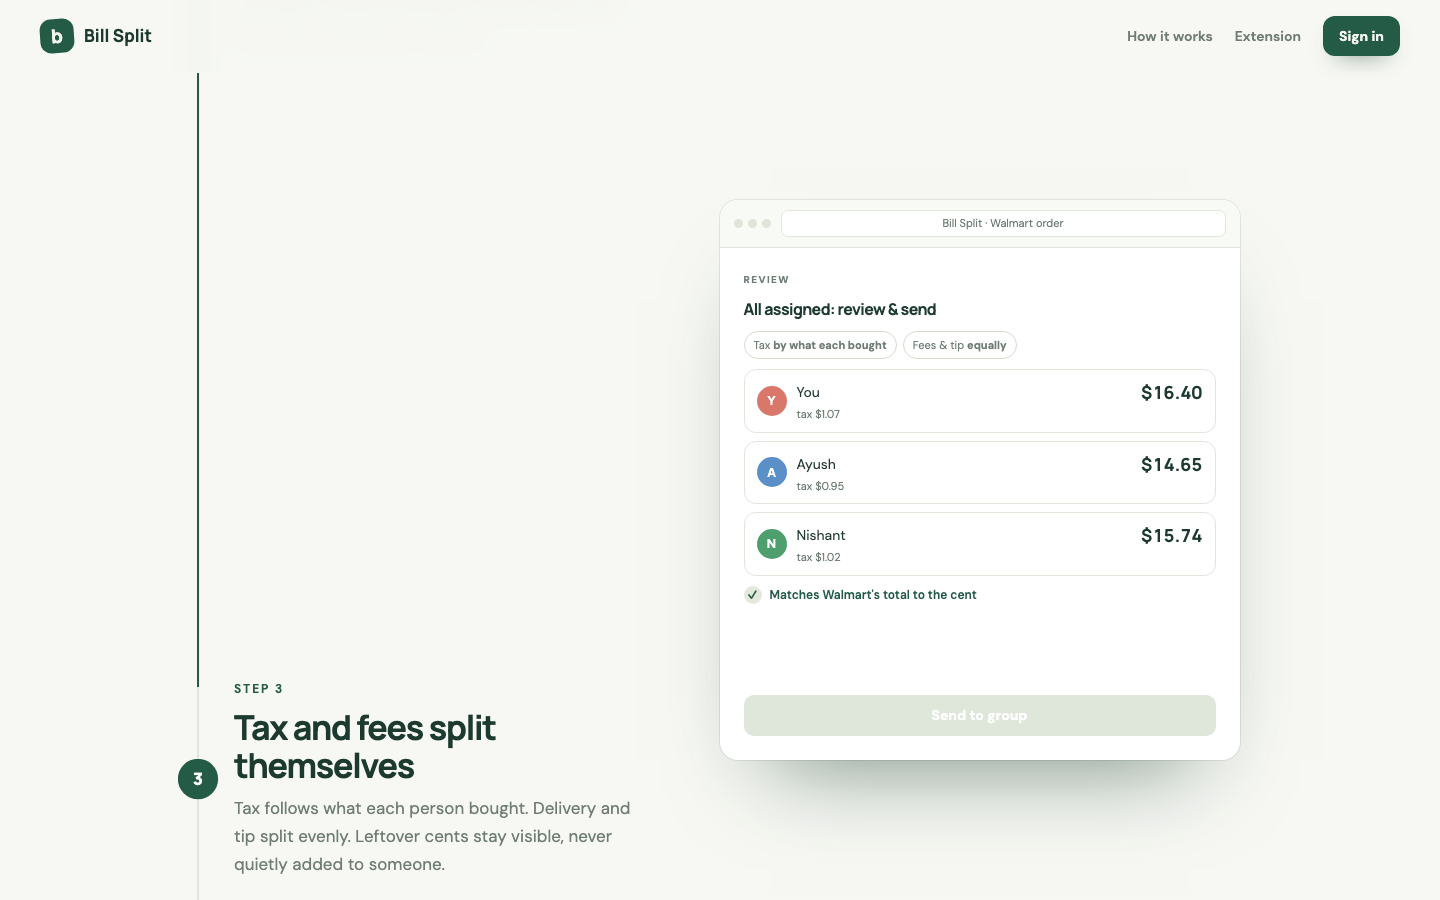 b
Bill Split
How it works
Extension
Sign in
Bill Split · Walmart order
REVIEW
All assigned: review & send
Tax by what each bought
Fees & tip equally
Y
You
tax $1.07
$16.40
A
Ayush
tax $0.95
$14.65
N
Nishant
tax $1.02
$15.74
✓ Matches Walmart's total to the cent
Send to group
STEP 3
3
Tax and fees split
themselves
Tax follows what each person bought. Delivery and
tip split evenly. Leftover cents stay visible, never
quietly added to someone.